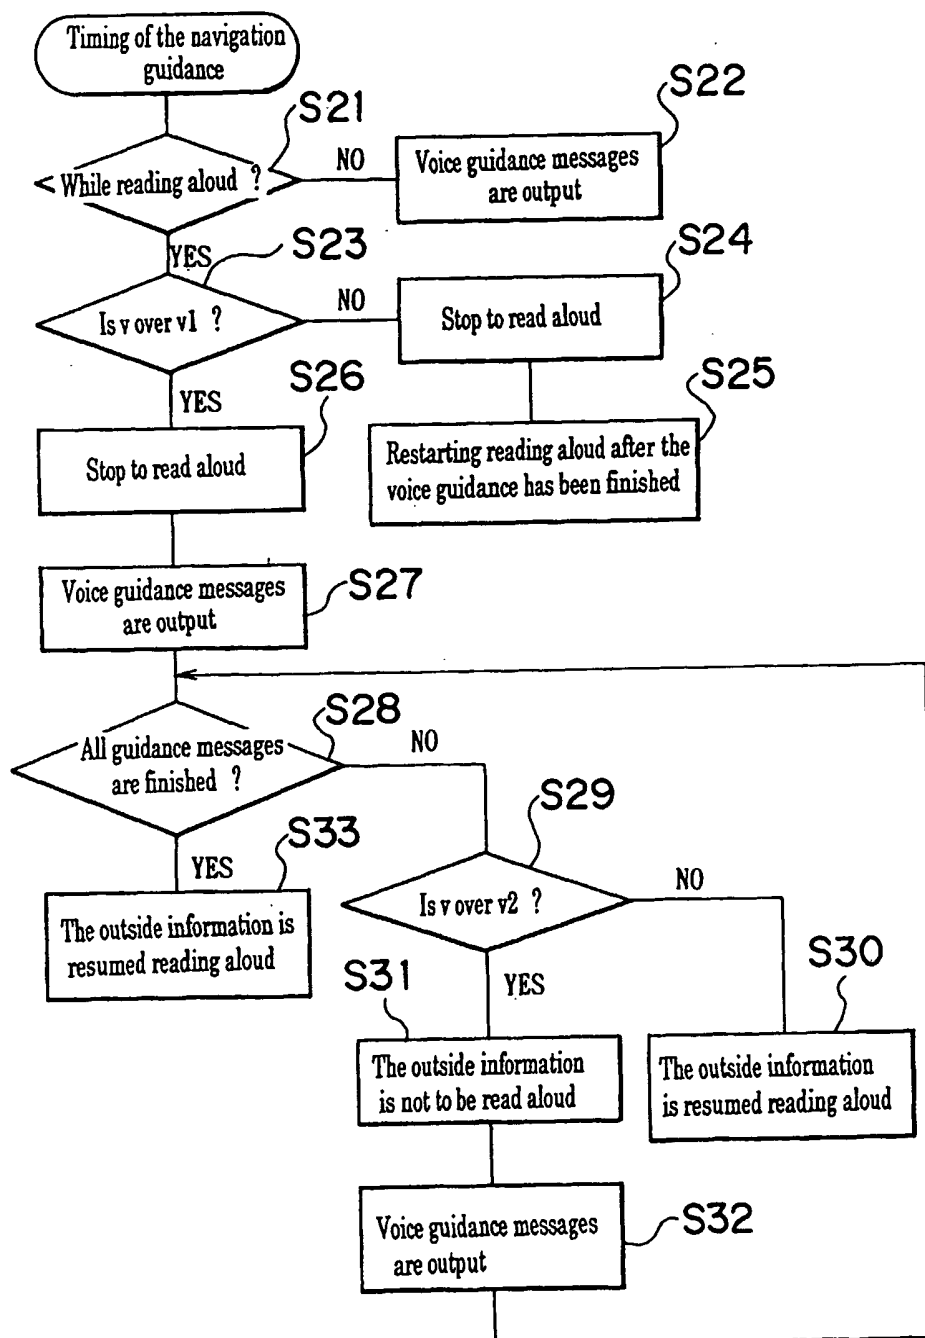 Timing of the navigation
guidance
S21
S22
While reading aloud ?
NO
Voice guidance messages
are output
YES
S23
S24
Is v over v1 ?
NO
Stop to read aloud
S26
S25
YES
Stop to read aloud
Restarting reading aloud after the
voice guidance has been finished
Voice guidance messages
are output
S27
S28
All guidance messages
are finished ?
NO
S29
S33
YES
Is v over v2 ?
NO
The outside information is
resumed reading aloud
S31
YES
S30
The outside information
is not to be read aloud
The outside information
is resumed reading aloud
Voice guidance messages
are output
S32